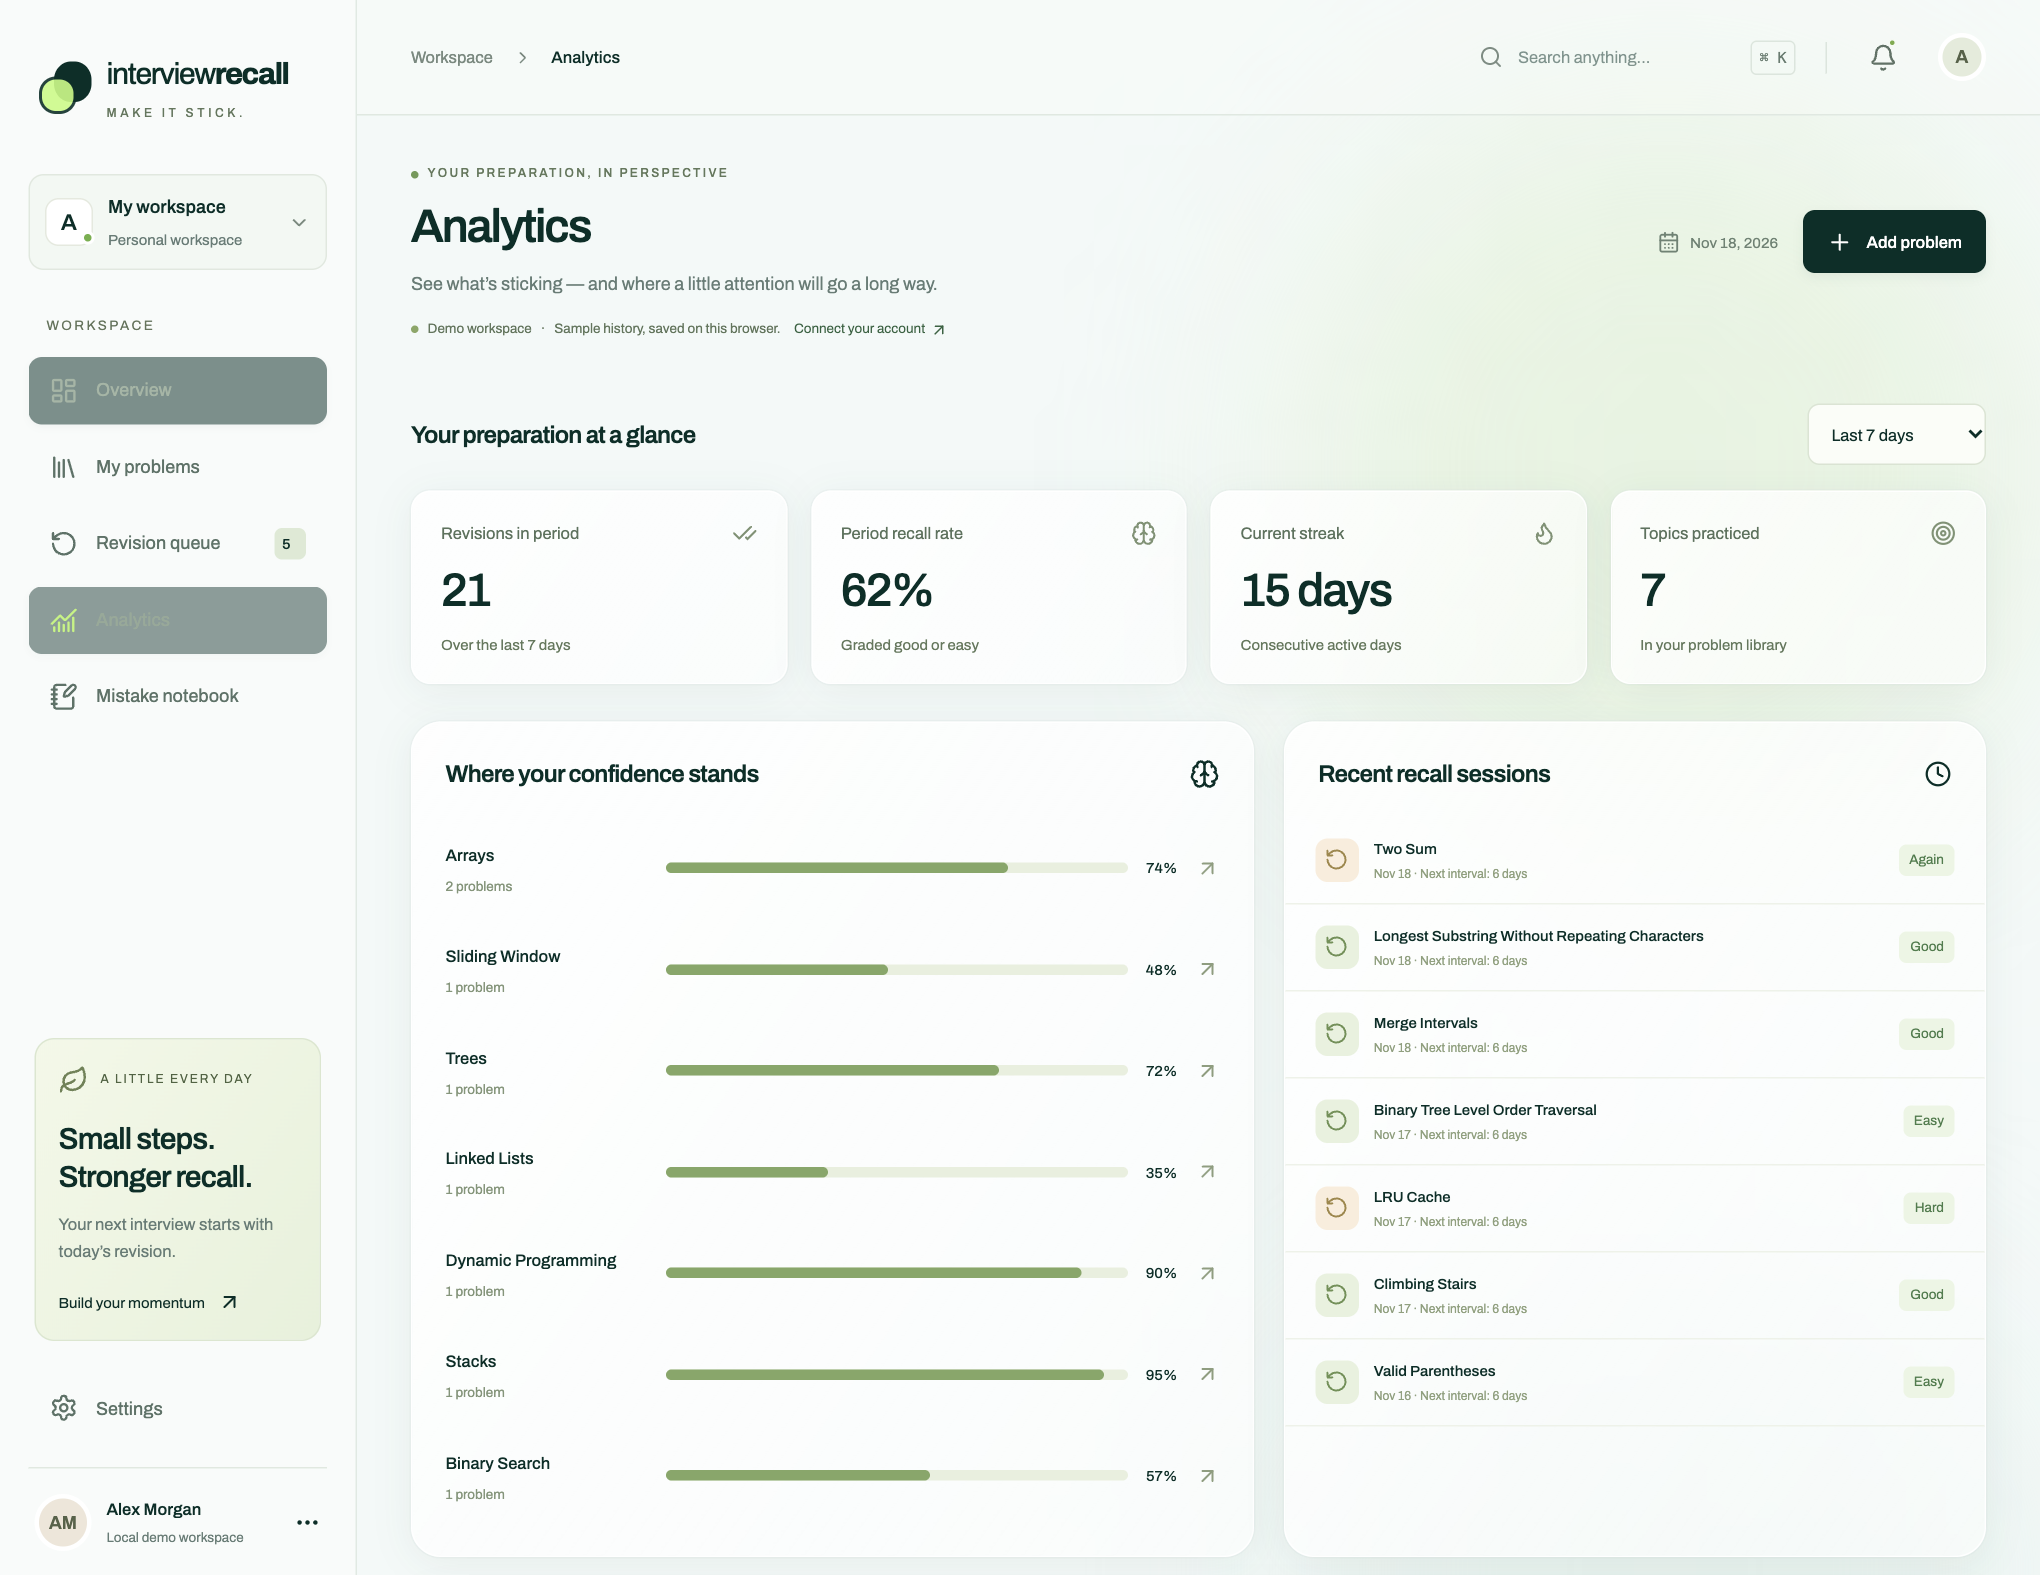 interviewrecall
MAKE IT STICK.
A
My workspace
Personal workspace
WORKSPACE
Overview
My problems
Revision queue
5
Analytics
Mistake notebook
A LITTLE EVERY DAY
Small steps.
Stronger recall.
Your next interview starts with
today’s revision.
Build your momentum
Settings
AM
Alex Morgan
Local demo workspace
Workspace
Analytics
Search anything...
⌘ K
A
YOUR PREPARATION, IN PERSPECTIVE
Analytics
See what’s sticking — and where a little attention will go a long way.
Demo workspace · Sample history, saved on this browser. Connect your account
Nov 18, 2026
Add problem
Your preparation at a glance
Last 7 days
Revisions in period
21
Over the last 7 days
Period recall rate
62%
Graded good or easy
Current streak
15 days
Consecutive active days
Topics practiced
7
In your problem library
Where your confidence stands
Arrays
2 problems
74%
Sliding Window
1 problem
48%
Trees
1 problem
72%
Linked Lists
1 problem
35%
Dynamic Programming
1 problem
90%
Stacks
1 problem
95%
Binary Search
1 problem
57%
Recent recall sessions
Two Sum
Nov 18 · Next interval: 6 days
Again
Longest Substring Without Repeating Characters
Nov 18 · Next interval: 6 days
Good
Merge Intervals
Nov 18 · Next interval: 6 days
Good
Binary Tree Level Order Traversal
Nov 17 · Next interval: 6 days
Easy
LRU Cache
Nov 17 · Next interval: 6 days
Hard
Climbing Stairs
Nov 17 · Next interval: 6 days
Good
Valid Parentheses
Nov 16 · Next interval: 6 days
Easy